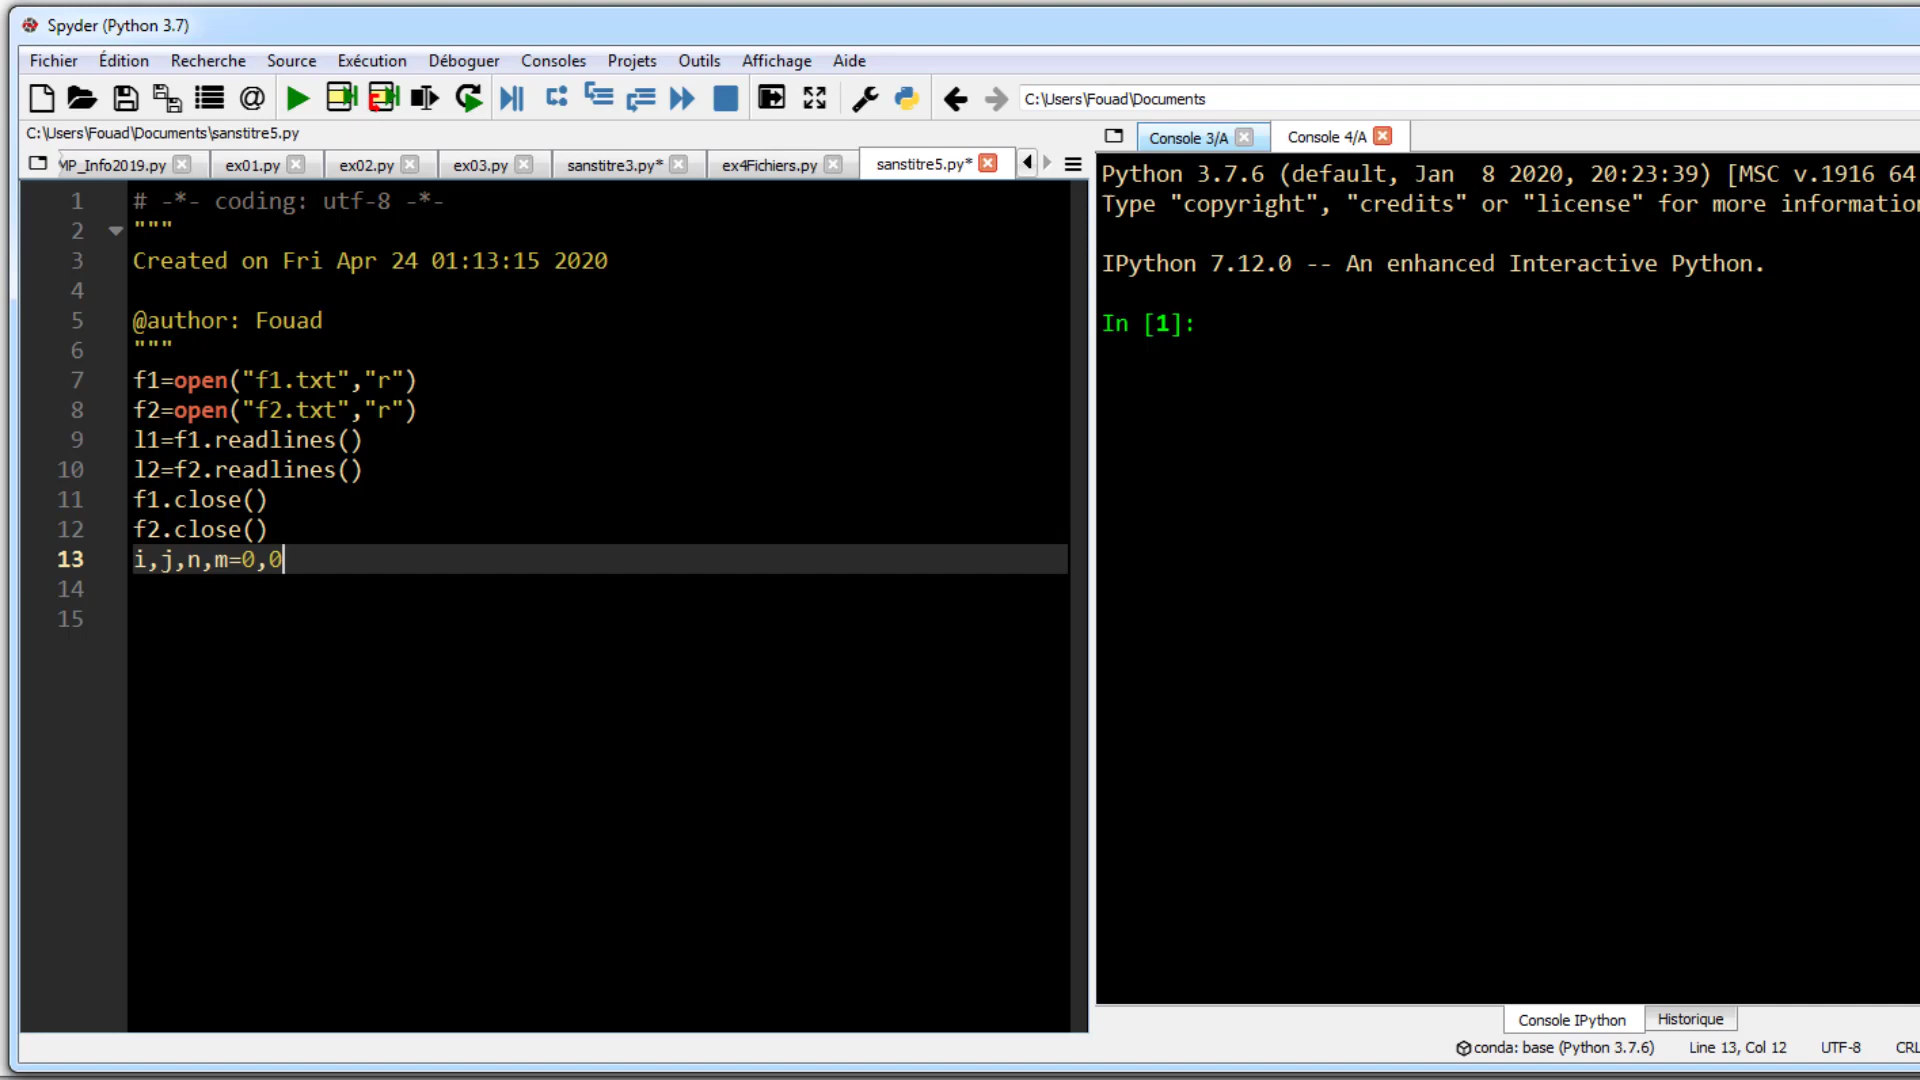 Spyder (Python 3.7)
Fichier Édition Recherche Source Exécution Déboguer Consoles Projets Outils Affichage Aide
C:\Users\Fouad\Documents
C:\Users\Fouad\Documents\sanstitre5.py
MP_Info2019.py ex01.py ex02.py ex03.py sanstitre3.py* ex4Fichiers.py sanstitre5.py*
1 # -*- coding: utf-8 -*-
2 """
3 Created on Fri Apr 24 01:13:15 2020
4
5 @author: Fouad
6 """
7 f1=open("f1.txt","r")
8 f2=open("f2.txt","r")
9 l1=f1.readlines()
10 l2=f2.readlines()
11 f1.close()
12 f2.close()
13 i,j,n,m=0,0
14
15
Console 3/A Console 4/A
Python 3.7.6 (default, Jan 8 2020, 20:23:39) [MSC v.1916 64
Type "copyright", "credits" or "license" for more information
IPython 7.12.0 -- An enhanced Interactive Python.
In [1]:
Console IPython Historique
conda: base (Python 3.7.6) Line 13, Col 12 UTF-8 CRL